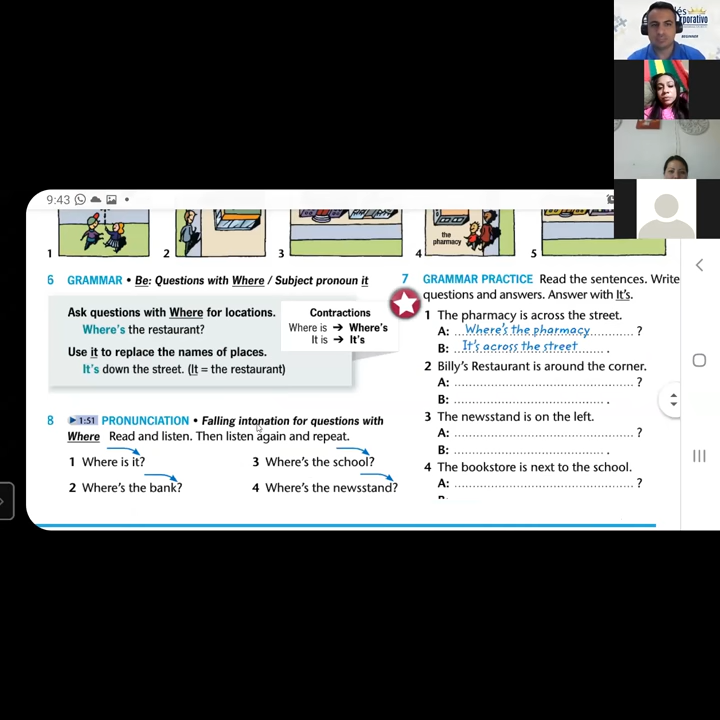 és
rporativo
BEGINNER
9:43
1
2
3
4
the
pharmacy
5
6 GRAMMAR • Be: Questions with Where / Subject pronoun it
Ask questions with Where for locations.
Where's the restaurant?
Use it to replace the names of places.
It's down the street. (It = the restaurant)
Contractions
Where is → Where's
It is → It's
8 1:51 PRONUNCIATION • Falling intonation for questions with
Where Read and listen. Then listen again and repeat.
1 Where is it?
2 Where's the bank?
3 Where's the school?
4 Where's the newsstand?
7 GRAMMAR PRACTICE Read the sentences. Write
questions and answers. Answer with It's.
1 The pharmacy is across the street.
A: Where's the pharmacy ?
B: It's across the street .
2 Billy's Restaurant is around the corner.
A: ?
B: .
3 The newsstand is on the left.
A: ?
B: .
4 The bookstore is next to the school.
A: ?